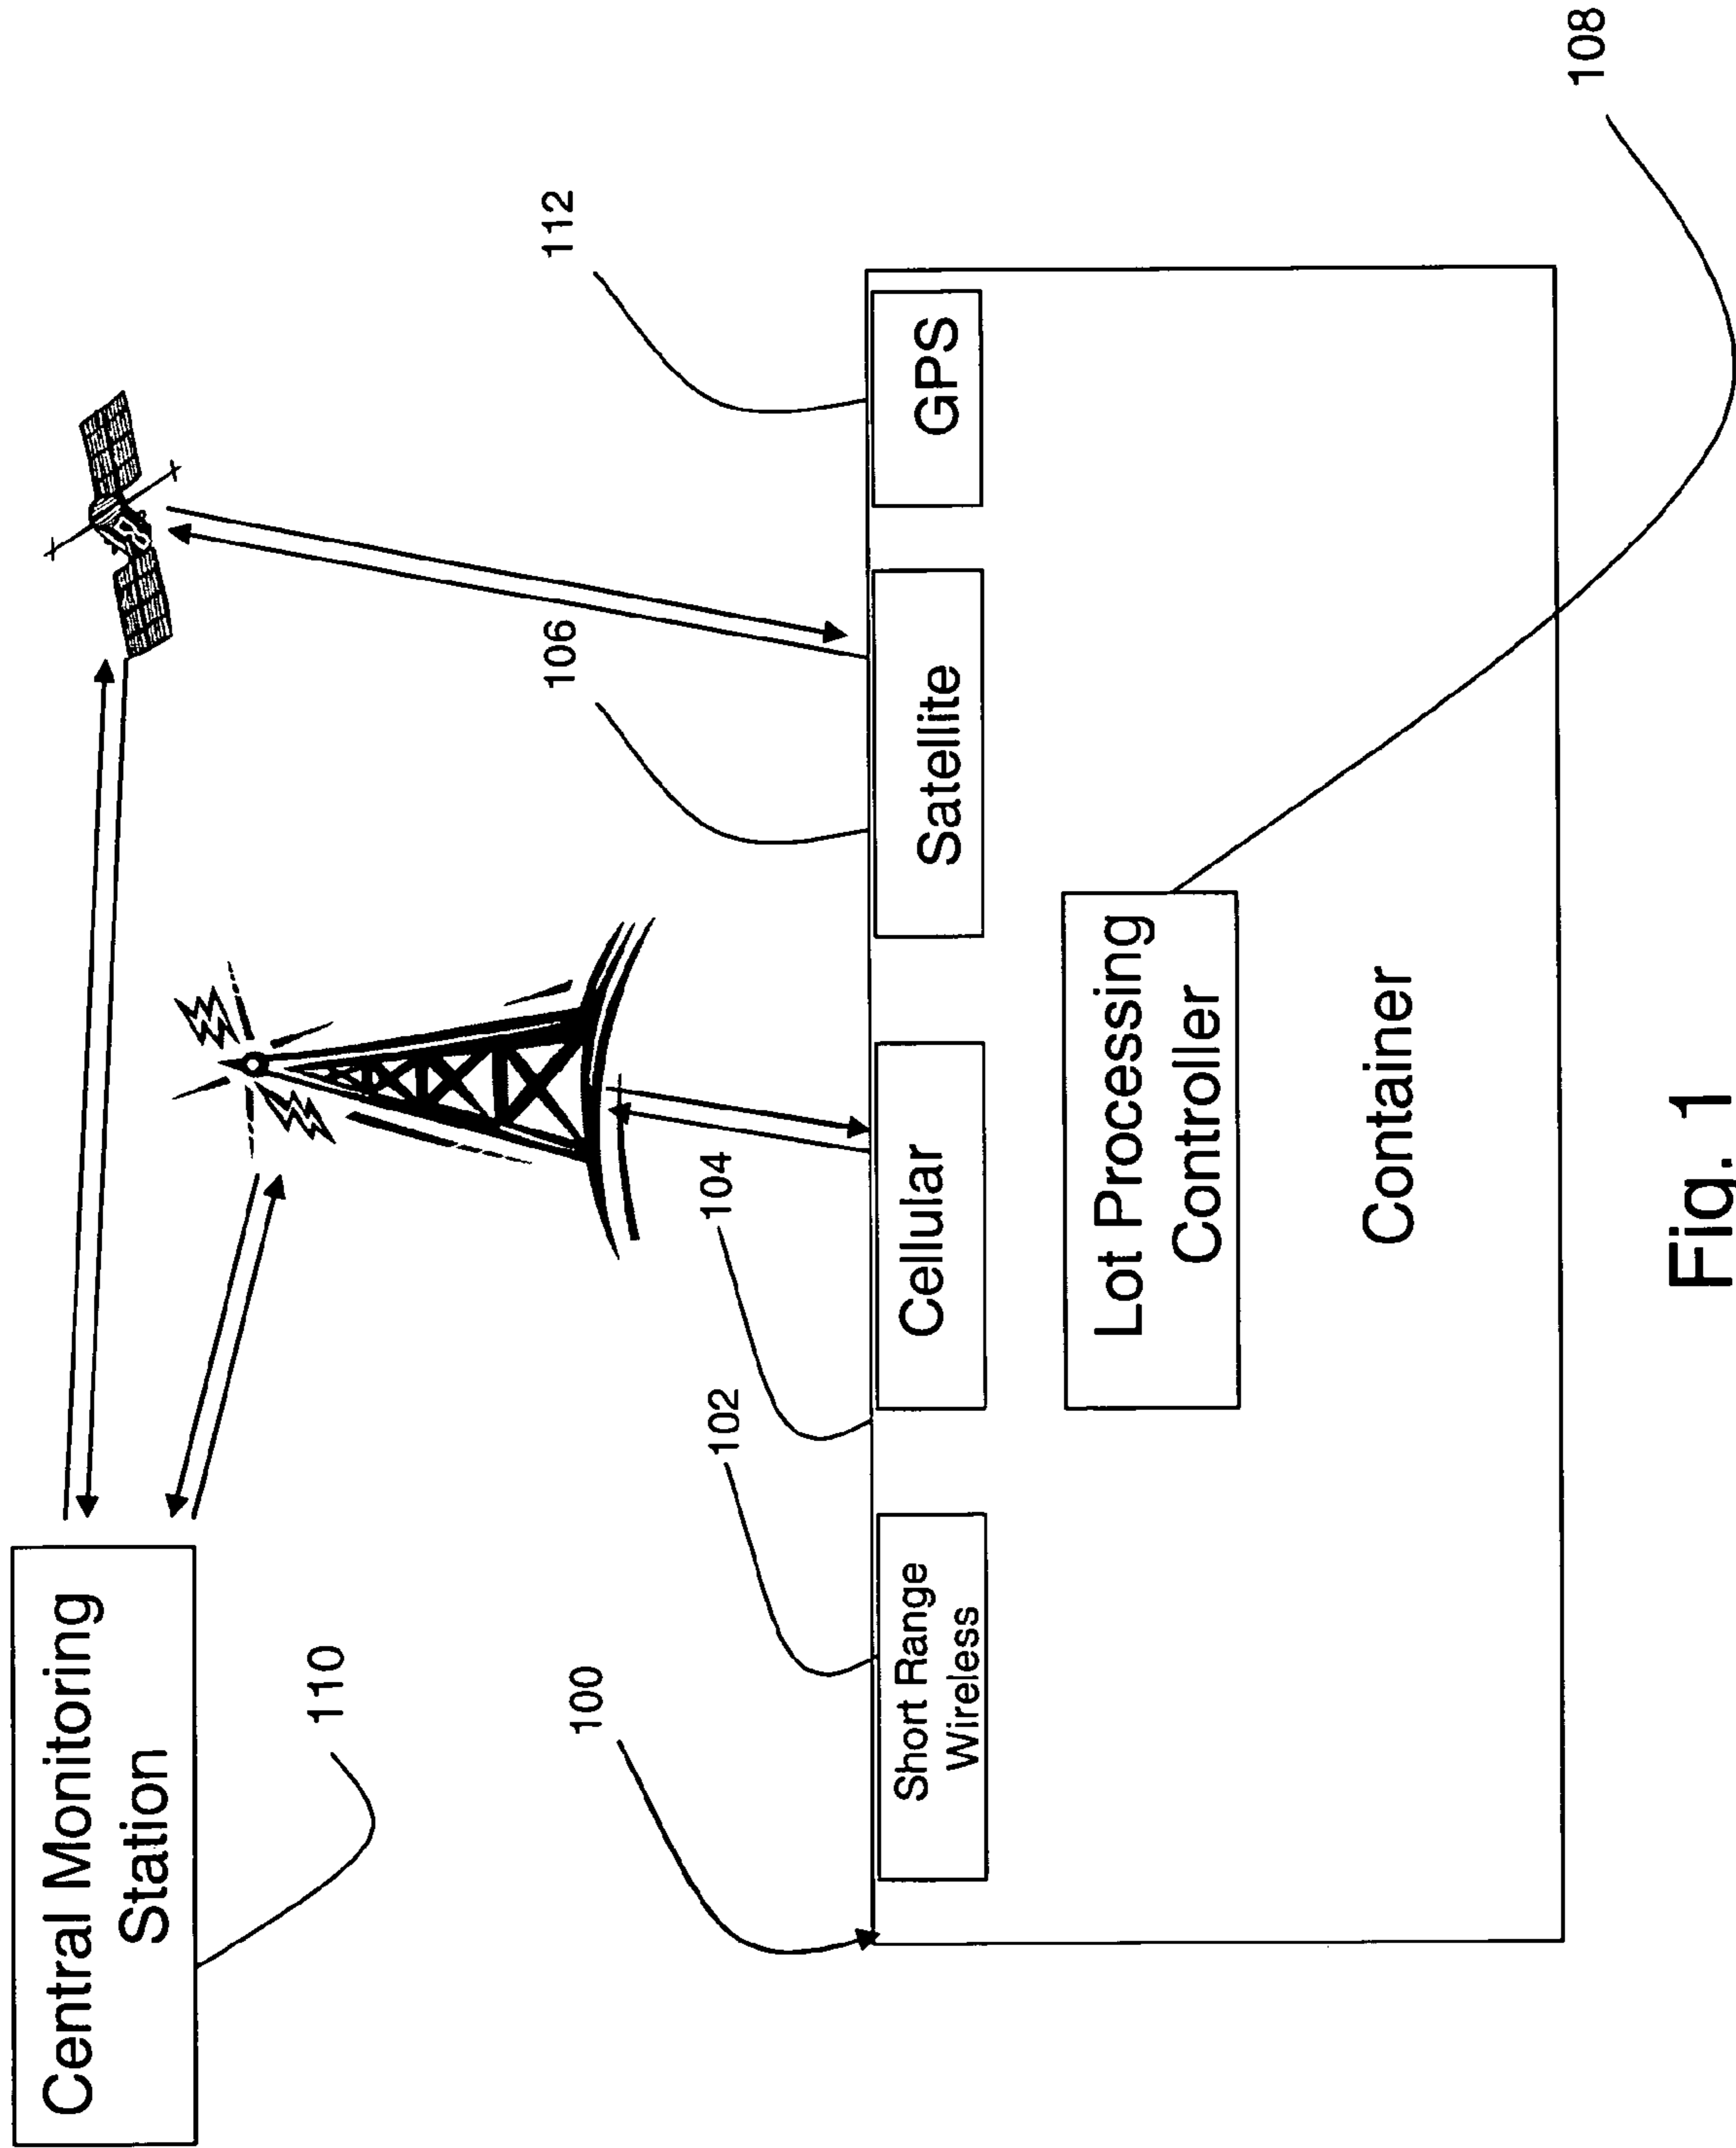 Central Monitoring
Station
110
100
102
104
106
112
Short Range
Wireless
Cellular
Satellite
GPS
Lot Processing
Controller
Container
108
Fig. 1